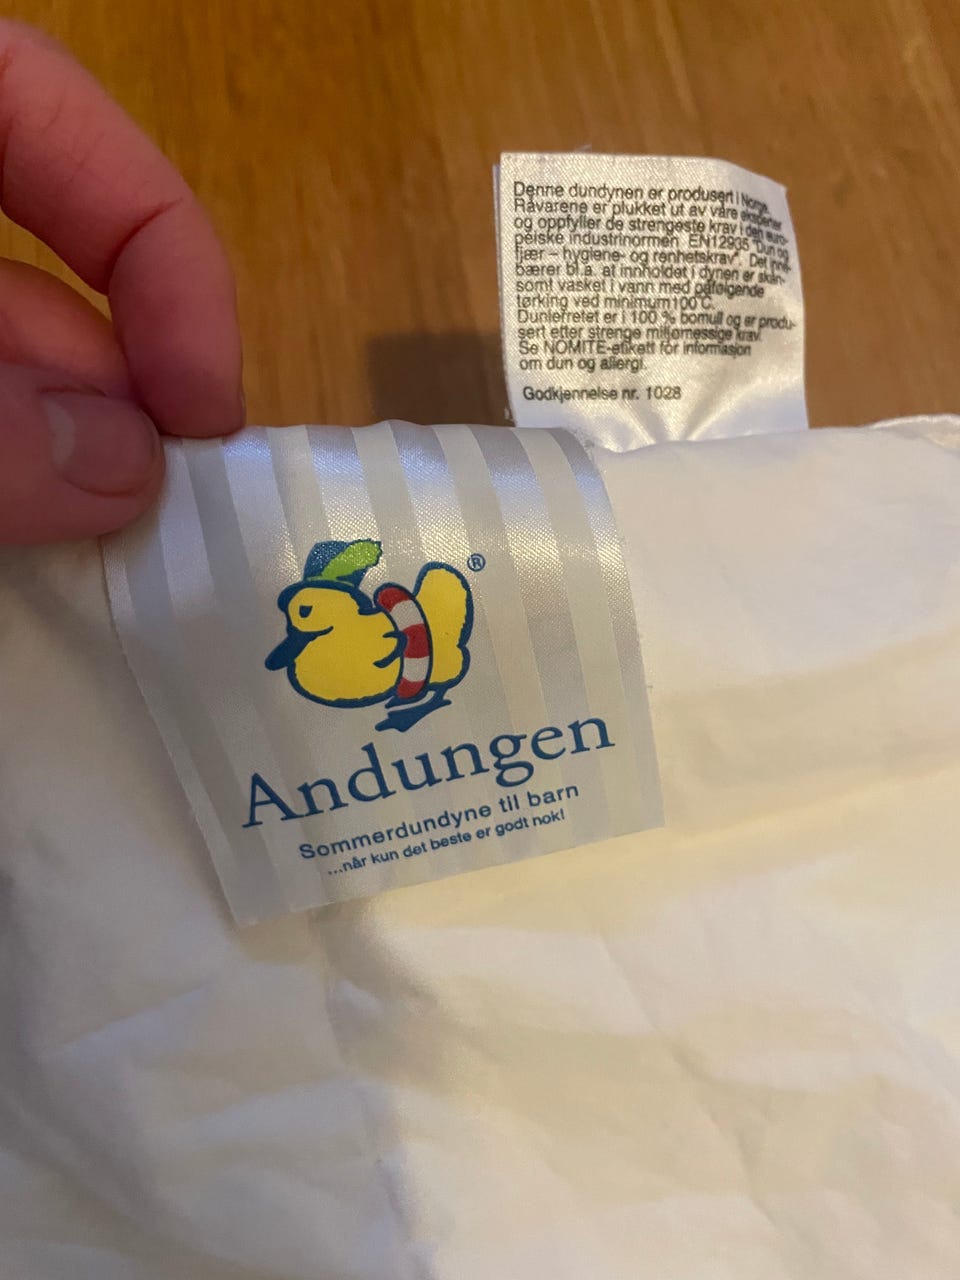 Denne dundynen er produsert i Norge.
Råvarene er plukket ut av våre eksperter
og oppfyller de strengeste krav i den euro-
peiske industrinormen EN12935 "Dun og
fjær – hygiene- og renhetskrav". Det inne-
bærer bl.a. at innholdet i dynen er skån-
somt vasket i vann med påfølgende
tørking ved minimum 100°C.
Dunlerretet er i 100 % bomull og er produ-
sert etter strenge miljømessige krav.
Se NOMITE-etikett for informasjon
om dun og allergi.
Godkjennelse nr. 1028
®
Andungen
Sommerdundyne til barn
...når kun det beste er godt nok!